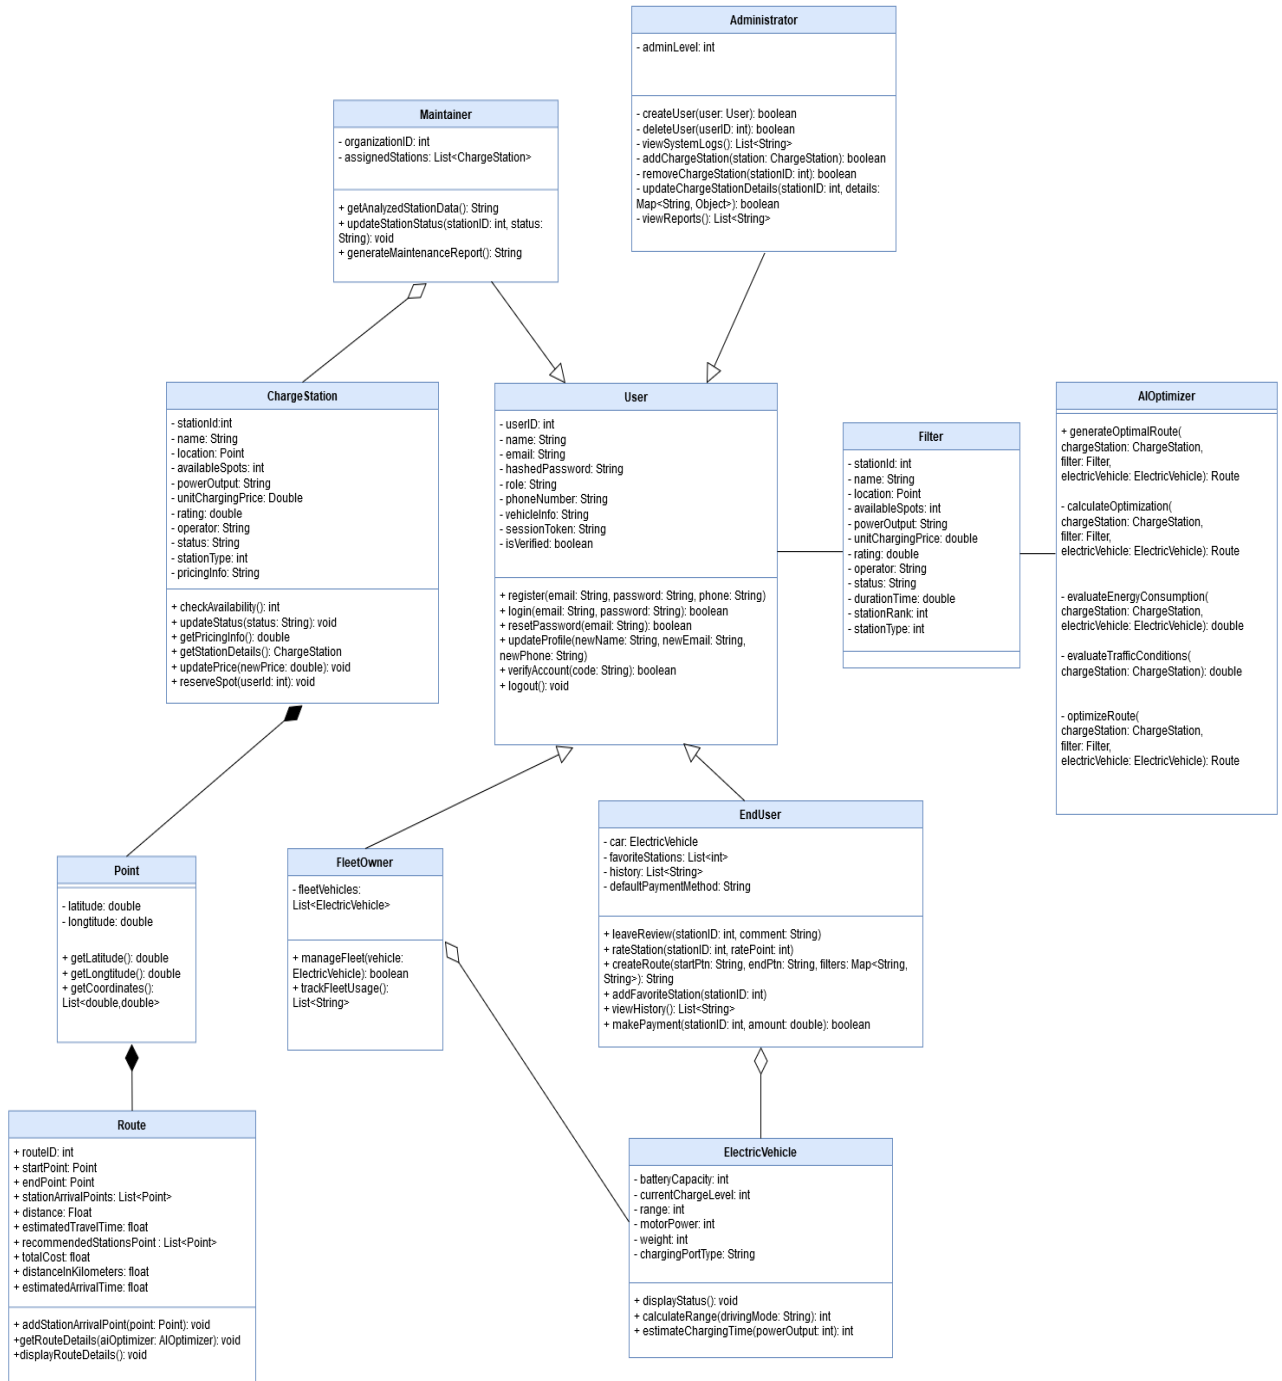 Administrator
- adminLevel: int
- createUser(user: User): boolean
- deleteUser(userID: int): boolean
- viewSystemLogs(): List<String>
- addChargeStation(station: ChargeStation): boolean
- removeChargeStation(stationID: int): boolean
- updateChargeStationDetails(stationID: int, details:
Map<String, Object>): boolean
- viewReports(): List<String>
Maintainer
- organizationID: int
- assignedStations: List<ChargeStation>
+ getAnalyzedStationData(): String
+ updateStationStatus(stationID: int, status:
String): void
+ generateMaintenanceReport(): String
ChargeStation
- stationId:int
- name: String
- location: Point
- availableSpots: int
- powerOutput: String
- unitChargingPrice: Double
- rating: double
- operator: String
- status: String
- stationType: int
- pricingInfo: String
+ checkAvailability(): int
+ updateStatus(status: String): void
+ getPricingInfo(): double
+ getStationDetails(): ChargeStation
+ updatePrice(newPrice: double): void
+ reserveSpot(userId: int): void
User
- userID: int
- name: String
- email: String
- hashedPassword: String
- role: String
- phoneNumber: String
- vehicleInfo: String
- sessionToken: String
- isVerified: boolean
+ register(email: String, password: String, phone: String)
+ login(email: String, password: String): boolean
+ resetPassword(email: String): boolean
+ updateProfile(newName: String, newEmail: String,
newPhone: String)
+ verifyAccount(code: String): boolean
+ logout(): void
Filter
- stationId: int
- name: String
- location: Point
- availableSpots: int
- powerOutput: String
- unitChargingPrice: double
- rating: double
- operator: String
- status: String
- durationTime: double
- stationRank: int
- stationType: int
AIOptimizer
+ generateOptimalRoute(
chargeStation: ChargeStation,
filter: Filter,
electricVehicle: ElectricVehicle): Route
- calculateOptimization(
chargeStation: ChargeStation,
filter: Filter,
electricVehicle: ElectricVehicle): Route
- evaluateEnergyConsumption(
chargeStation: ChargeStation,
electricVehicle: ElectricVehicle): double
- evaluateTrafficConditions(
chargeStation: ChargeStation): double
- optimizeRoute(
chargeStation: ChargeStation,
filter: Filter,
electricVehicle: ElectricVehicle): Route
Point
- latitude: double
- longtitude: double
+ getLatitude(): double
+ getLongtitude(): double
+ getCoordinates():
List<double,double>
FleetOwner
- fleetVehicles:
List<ElectricVehicle>
+ manageFleet(vehicle:
ElectricVehicle): boolean
+ trackFleetUsage():
List<String>
EndUser
- car: ElectricVehicle
- favoriteStations: List<int>
- history: List<String>
- defaultPaymentMethod: String
+ leaveReview(stationID: int, comment: String)
+ rateStation(stationID: int, ratePoint: int)
+ createRoute(startPtn: String, endPtn: String, filters: Map<String,
String>): String
+ addFavoriteStation(stationID: int)
+ viewHistory(): List<String>
+ makePayment(stationID: int, amount: double): boolean
Route
+ routeID: int
+ startPoint: Point
+ endPoint: Point
+ stationArrivalPoints: List<Point>
+ distance: Float
+ estimatedTravelTime: float
+ recommendedStationsPoint : List<Point>
+ totalCost: float
+ distanceInKilometers: float
+ estimatedArrivalTime: float
+ addStationArrivalPoint(point: Point): void
+getRouteDetails(aiOptimizer: AIOptimizer): void
+displayRouteDetails(): void
ElectricVehicle
- batteryCapacity: int
- currentChargeLevel: int
- range: int
- motorPower: int
- weight: int
- chargingPortType: String
+ displayStatus(): void
+ calculateRange(drivingMode: String): int
+ estimateChargingTime(powerOutput: int): int